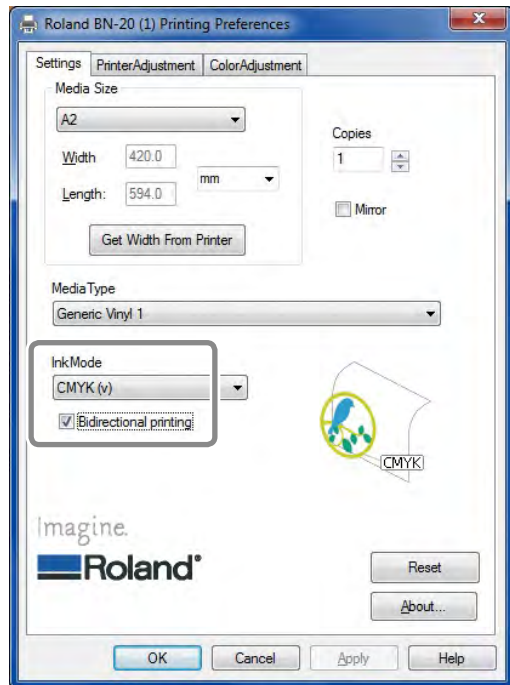 Roland BN-20 (1) Printing Preferences
Settings PrinterAdjustment ColorAdjustment
Media Size
A2
Width 420.0
mm
Length: 594.0
Get Width From Printer
Copies
1
Mirror
MediaType
Generic Vinyl 1
InkMode
CMYK (v)
Bidirectional printing
CMYK
Imagine.
Roland®
Reset
About...
OK Cancel Apply Help